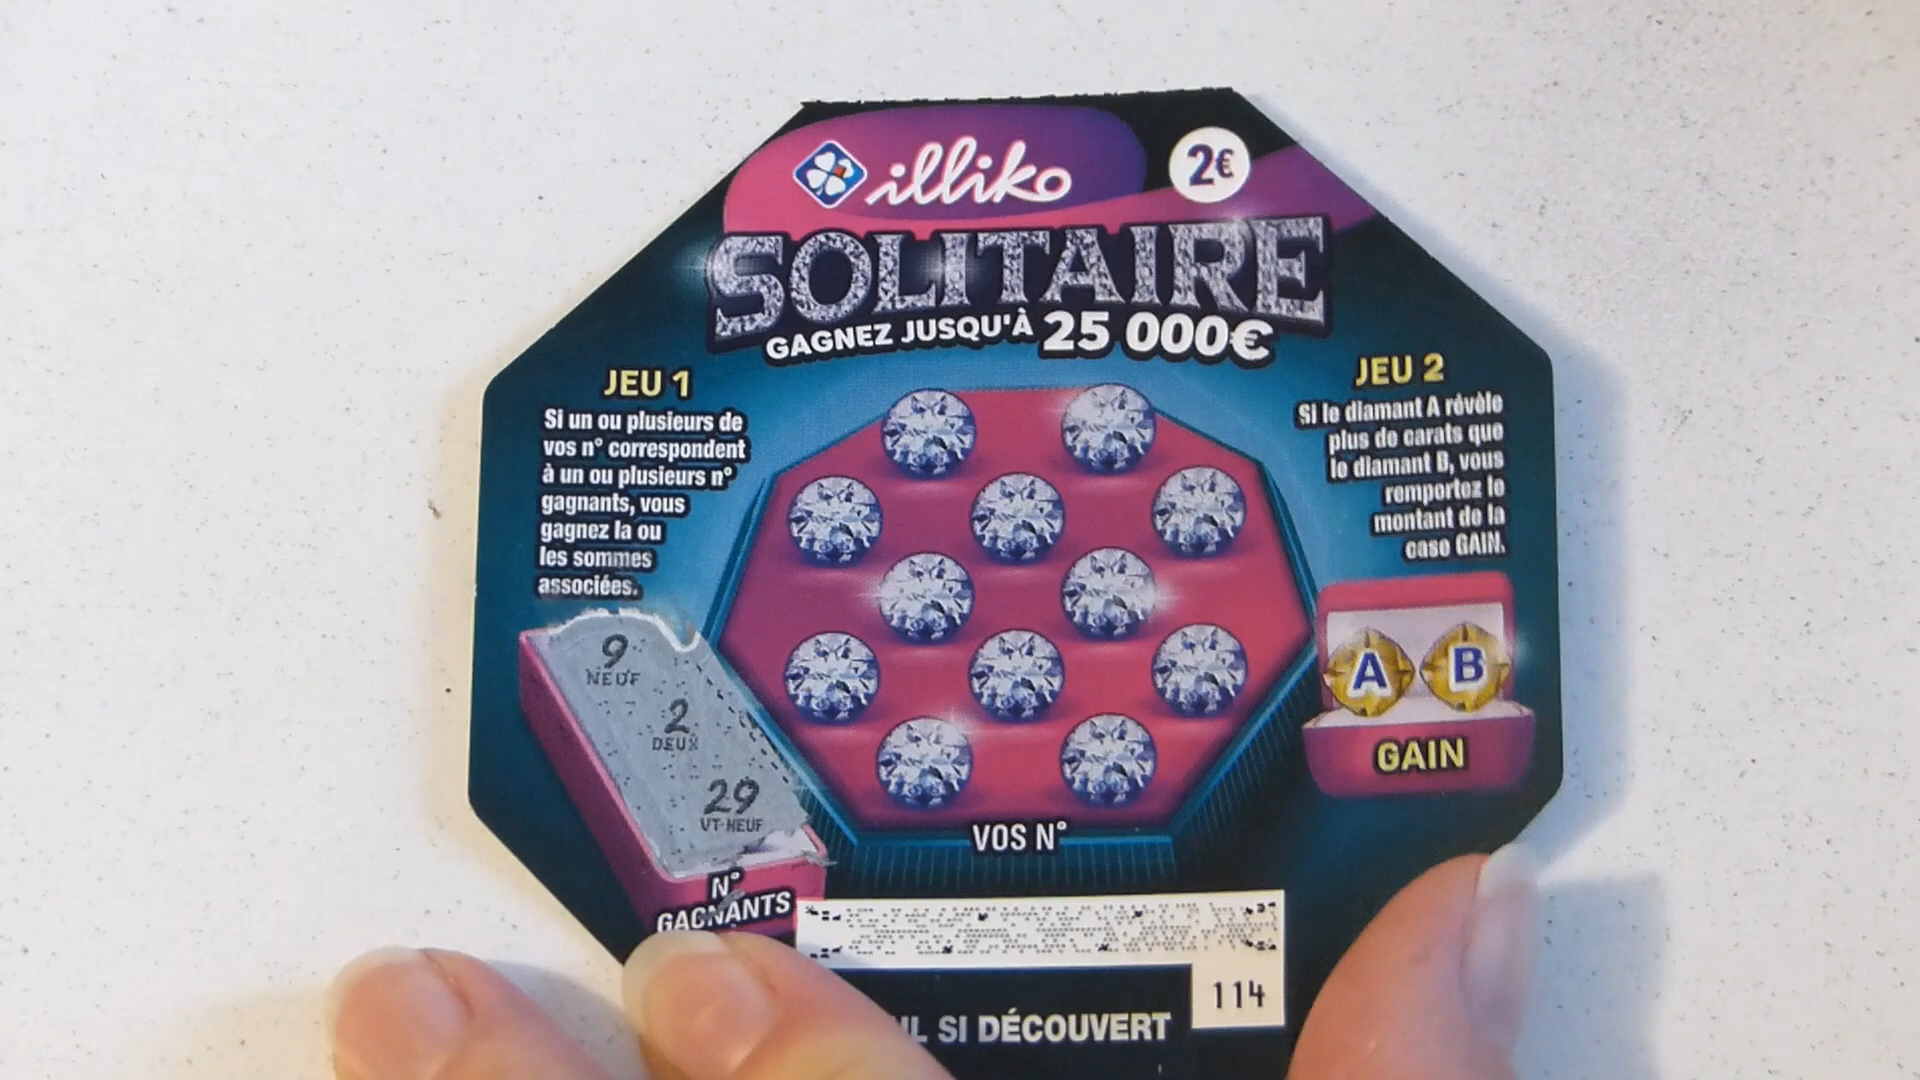 illiko
2€
SOLITAIRE
GAGNEZ JUSQU'À 25 000€
JEU 1
Si un ou plusieurs de
vos n° correspondent
à un ou plusieurs n°
gagnants, vous
gagnez la ou
les sommes
associées.
JEU 2
Si le diamant A révèle
plus de carats que
le diamant B, vous
remportez le
montant de la
case GAIN.
9
NEUF
2
DEUX
29
VT-NEUF
N°
GAGNANTS
A B
GAIN
VOS N°
114
SI DÉCOUVERT